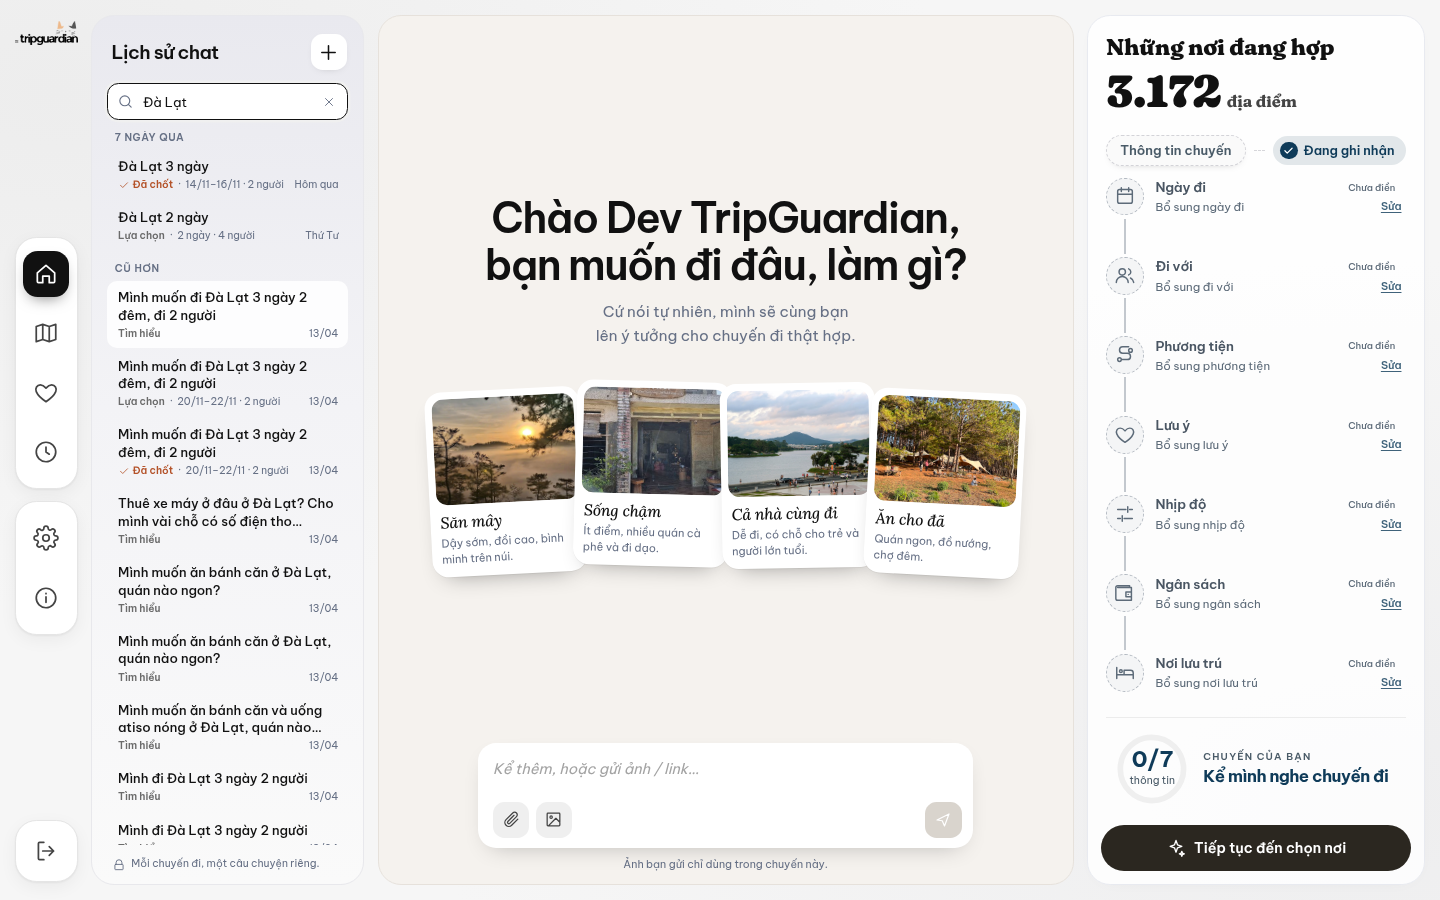 tripguardian
Lịch sử chat
Đà Lạt
7 NGÀY QUA
Đà Lạt 3 ngày
Đã chốt · 14/11–16/11 · 2 người Hôm qua
Đà Lạt 2 ngày
Lựa chọn · 2 ngày · 4 người Thứ Tư
CŨ HƠN
Mình muốn đi Đà Lạt 3 ngày 2
đêm, đi 2 người
Tìm hiểu 13/04
Mình muốn đi Đà Lạt 3 ngày 2
đêm, đi 2 người
Lựa chọn · 20/11–22/11 · 2 người 13/04
Mình muốn đi Đà Lạt 3 ngày 2
đêm, đi 2 người
Đã chốt · 20/11–22/11 · 2 người 13/04
Thuê xe máy ở đâu ở Đà Lạt? Cho
mình vài chỗ có số điện tho...
Tìm hiểu 13/04
Mình muốn ăn bánh căn ở Đà Lạt,
quán nào ngon?
Tìm hiểu 13/04
Mình muốn ăn bánh căn ở Đà Lạt,
quán nào ngon?
Tìm hiểu 13/04
Mình muốn ăn bánh căn và uống
atiso nóng ở Đà Lạt, quán nào...
Tìm hiểu 13/04
Mình đi Đà Lạt 3 ngày 2 người
Tìm hiểu 13/04
Mình đi Đà Lạt 3 ngày 2 người
Mỗi chuyến đi, một câu chuyện riêng.
Chào Dev TripGuardian,
bạn muốn đi đâu, làm gì?
Cứ nói tự nhiên, mình sẽ cùng bạn
lên ý tưởng cho chuyến đi thật hợp.
Săn mây
Dậy sớm, đồi cao, bình
minh trên núi.
Sống chậm
Ít điểm, nhiều quán cà
phê và đi dạo.
Cả nhà cùng đi
Dễ đi, có chỗ cho trẻ và
người lớn tuổi.
Ăn cho đã
Quán ngon, đồ nướng,
chợ đêm.
Kể thêm, hoặc gửi ảnh / link...
Ảnh bạn gửi chỉ dùng trong chuyến này.
Những nơi đang hợp
3.172 địa điểm
Thông tin chuyến Đang ghi nhận
Ngày đi Chưa điền
Bổ sung ngày đi Sửa
Đi với Chưa điền
Bổ sung đi với Sửa
Phương tiện Chưa điền
Bổ sung phương tiện Sửa
Lưu ý Chưa điền
Bổ sung lưu ý Sửa
Nhịp độ Chưa điền
Bổ sung nhịp độ Sửa
Ngân sách Chưa điền
Bổ sung ngân sách Sửa
Nơi lưu trú Chưa điền
Bổ sung nơi lưu trú Sửa
0/7
thông tin
CHUYẾN CỦA BẠN
Kể mình nghe chuyến đi
Tiếp tục đến chọn nơi